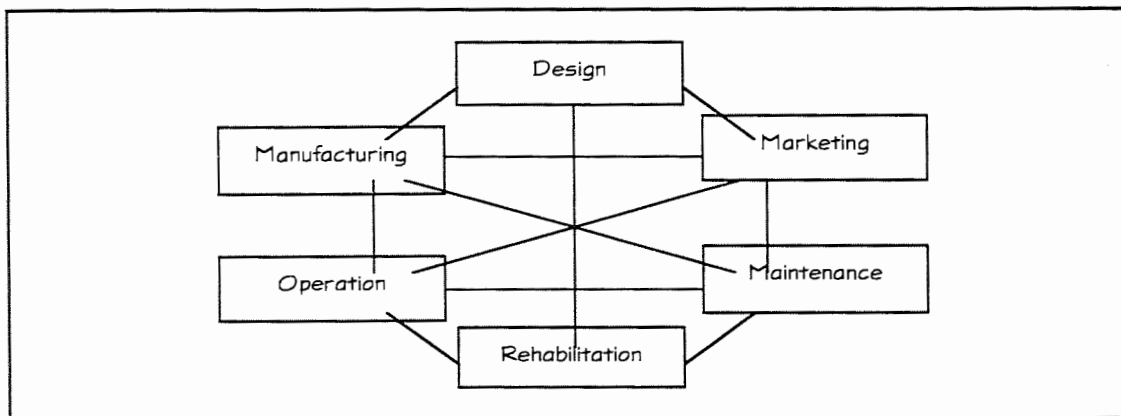 Design
Manufacturing
Marketing
Operation
Maintenance
Rehabilitation